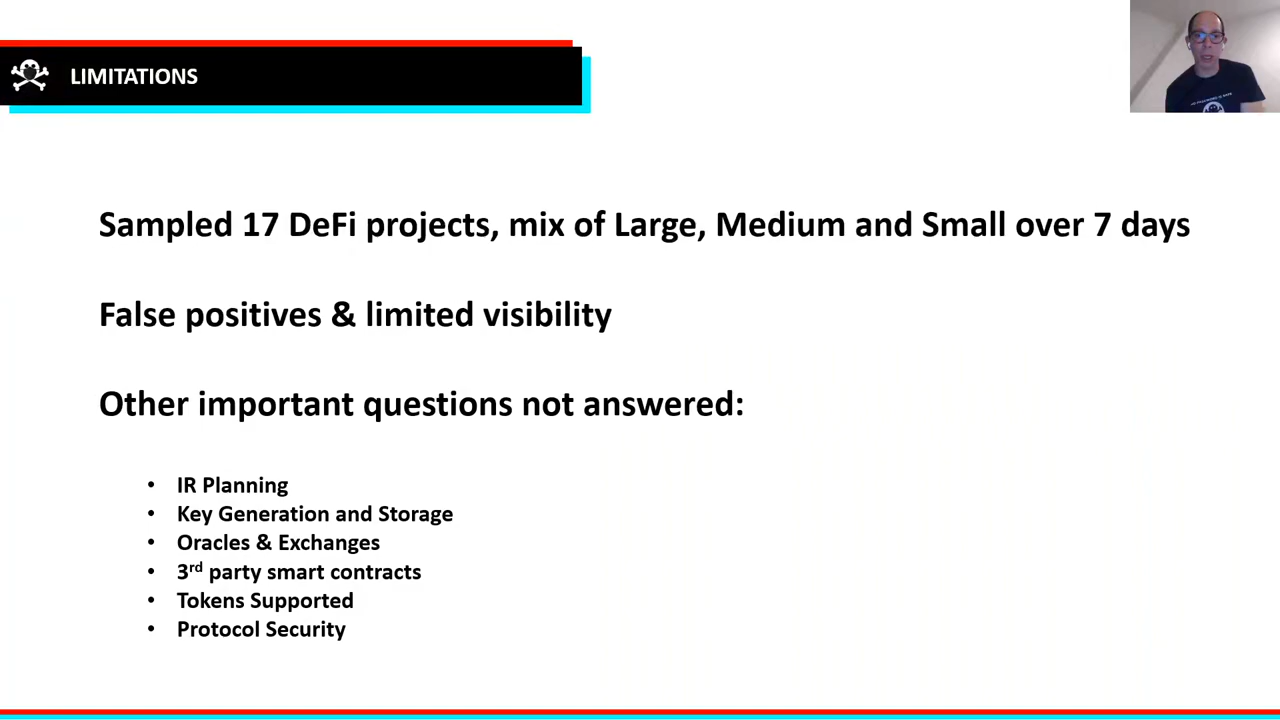 LIMITATIONS
Sampled 17 DeFi projects, mix of Large, Medium and Small over 7 days
False positives & limited visibility
Other important questions not answered:
• IR Planning
• Key Generation and Storage
• Oracles & Exchanges
• 3rd party smart contracts
• Tokens Supported
• Protocol Security